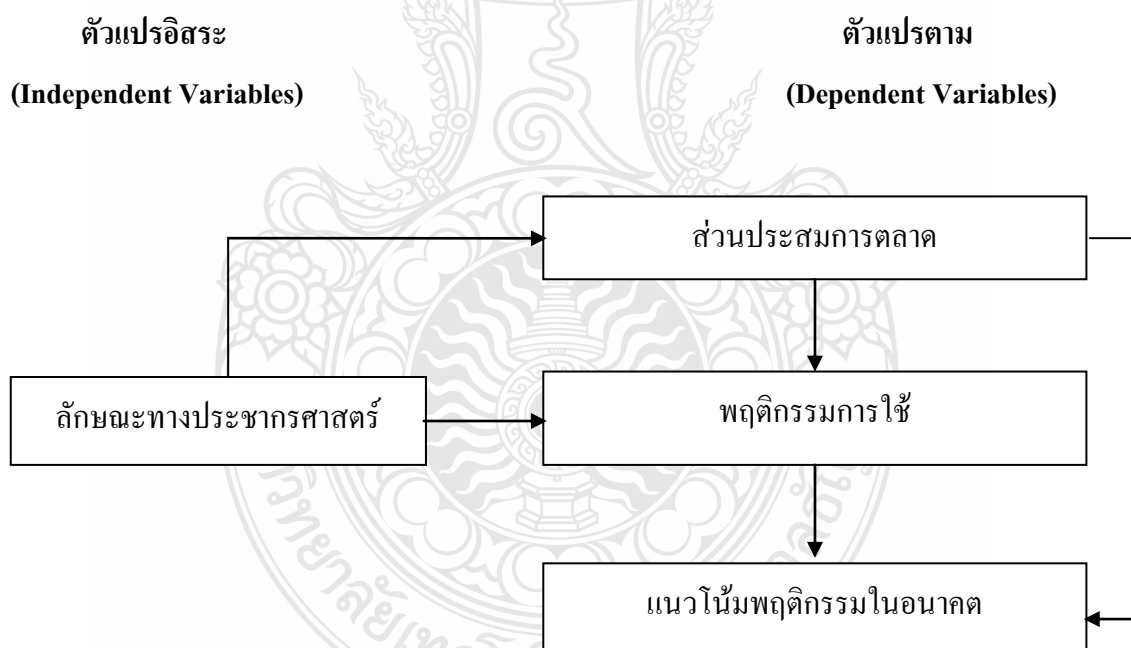 ตัวแปรอิสระ
(Independent Variables)
ตัวแปรตาม
(Dependent Variables)
ส่วนประสมการตลาด
ลักษณะทางประชากรศาสตร์
พฤติกรรมการใช้
แนวโน้มพฤติกรรมในอนาคต